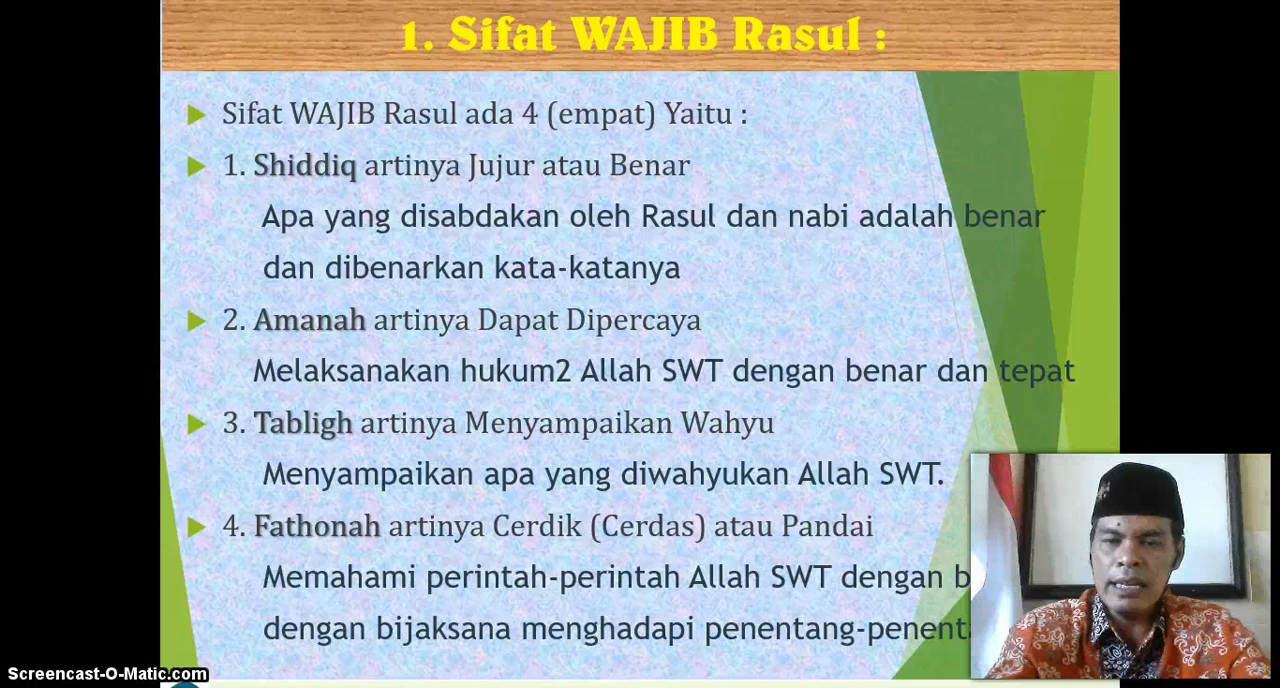 1. Sifat WAJIB Rasul :
Sifat WAJIB Rasul ada 4 (empat) Yaitu :
1. Shiddiq artinya Jujur atau Benar
Apa yang disabdakan oleh Rasul dan nabi adalah benar
dan dibenarkan kata-katanya
2. Amanah artinya Dapat Dipercaya
Melaksanakan hukum2 Allah SWT dengan benar dan tepat
3. Tabligh artinya Menyampaikan Wahyu
Menyampaikan apa yang diwahyukan Allah SWT.
4. Fathonah artinya Cerdik (Cerdas) atau Pandai
Memahami perintah-perintah Allah SWT dengan
dengan bijaksana menghadapi
Screencast-O-Matic.com